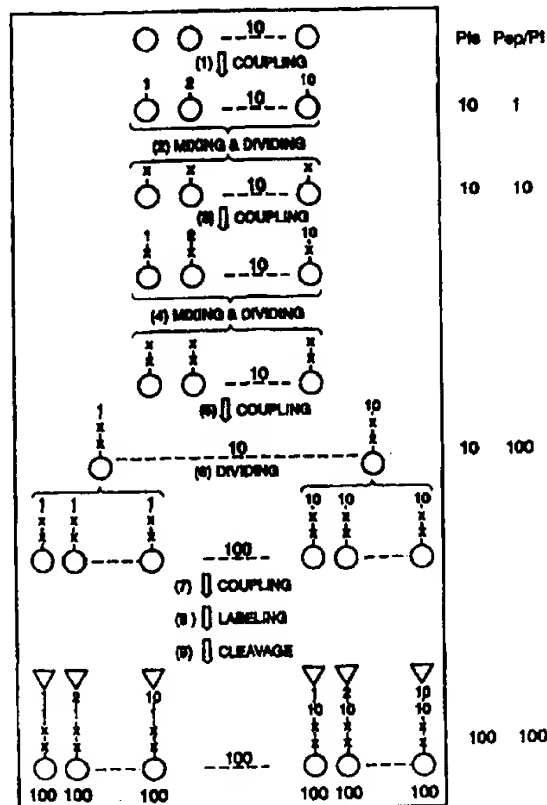 10 Pts Pep/Pt
(1) COUPLING
1 2 10
10 10 1
(2) MIXING & DIVIDING
x x x
10 10 10
(3) COUPLING
1 2 10
x x x
10
(4) MIXING & DIVIDING
x x x
x x x
10
(5) COUPLING
1 10
x x
x x
10 10 100
(6) DIVIDING
1 1 1 10 10 10
x x x x x x
x x x x x x
100
(7) COUPLING
(8) LABELING
(9) CLEAVAGE
1 2 10 1 2 10
1 1 1 10 10 10
x x x x x x
x x x x x x
100 100 100
100 100 100 100 100 100